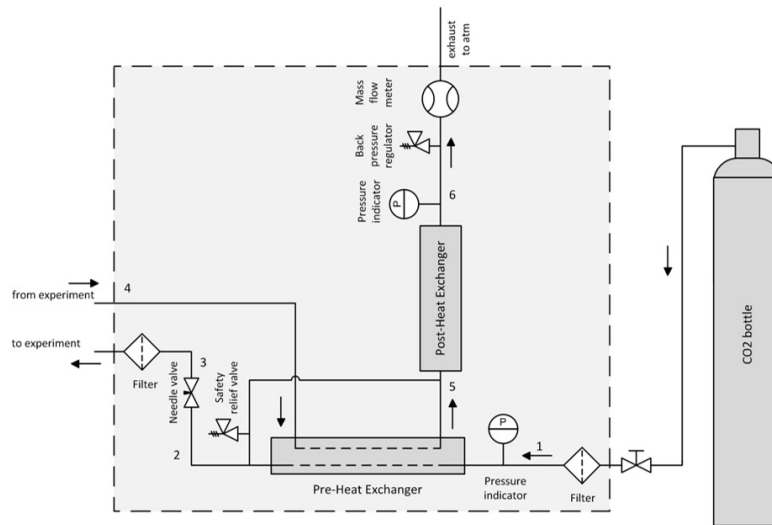 exhaust
to atm
Mass
flow
meter
Back
pressure
regulator
P
Pressure
indicator
6
Post-Heat Exchanger
CO2 bottle
from experiment
4
to experiment
3
Filter
Needle valve
Safety
relief valve
5
2
P
1
Pre-Heat Exchanger
Pressure
indicator
Filter